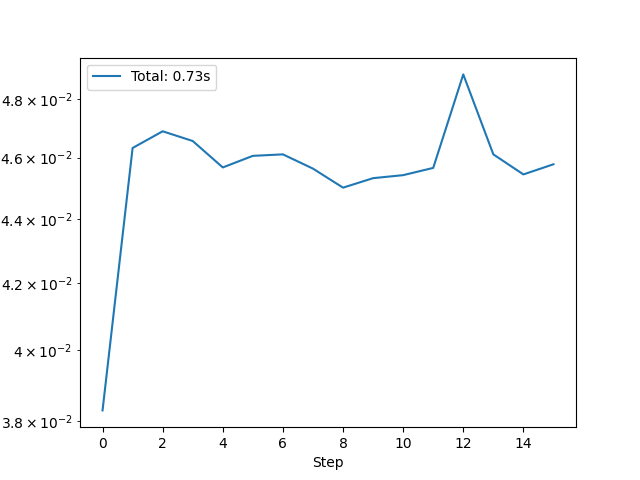 Total: 0.73s
4.8 × 10⁻²
4.6 × 10⁻²
4.4 × 10⁻²
4.2 × 10⁻²
4 × 10⁻²
3.8 × 10⁻²
0 2 4 6 8 10 12 14
Step